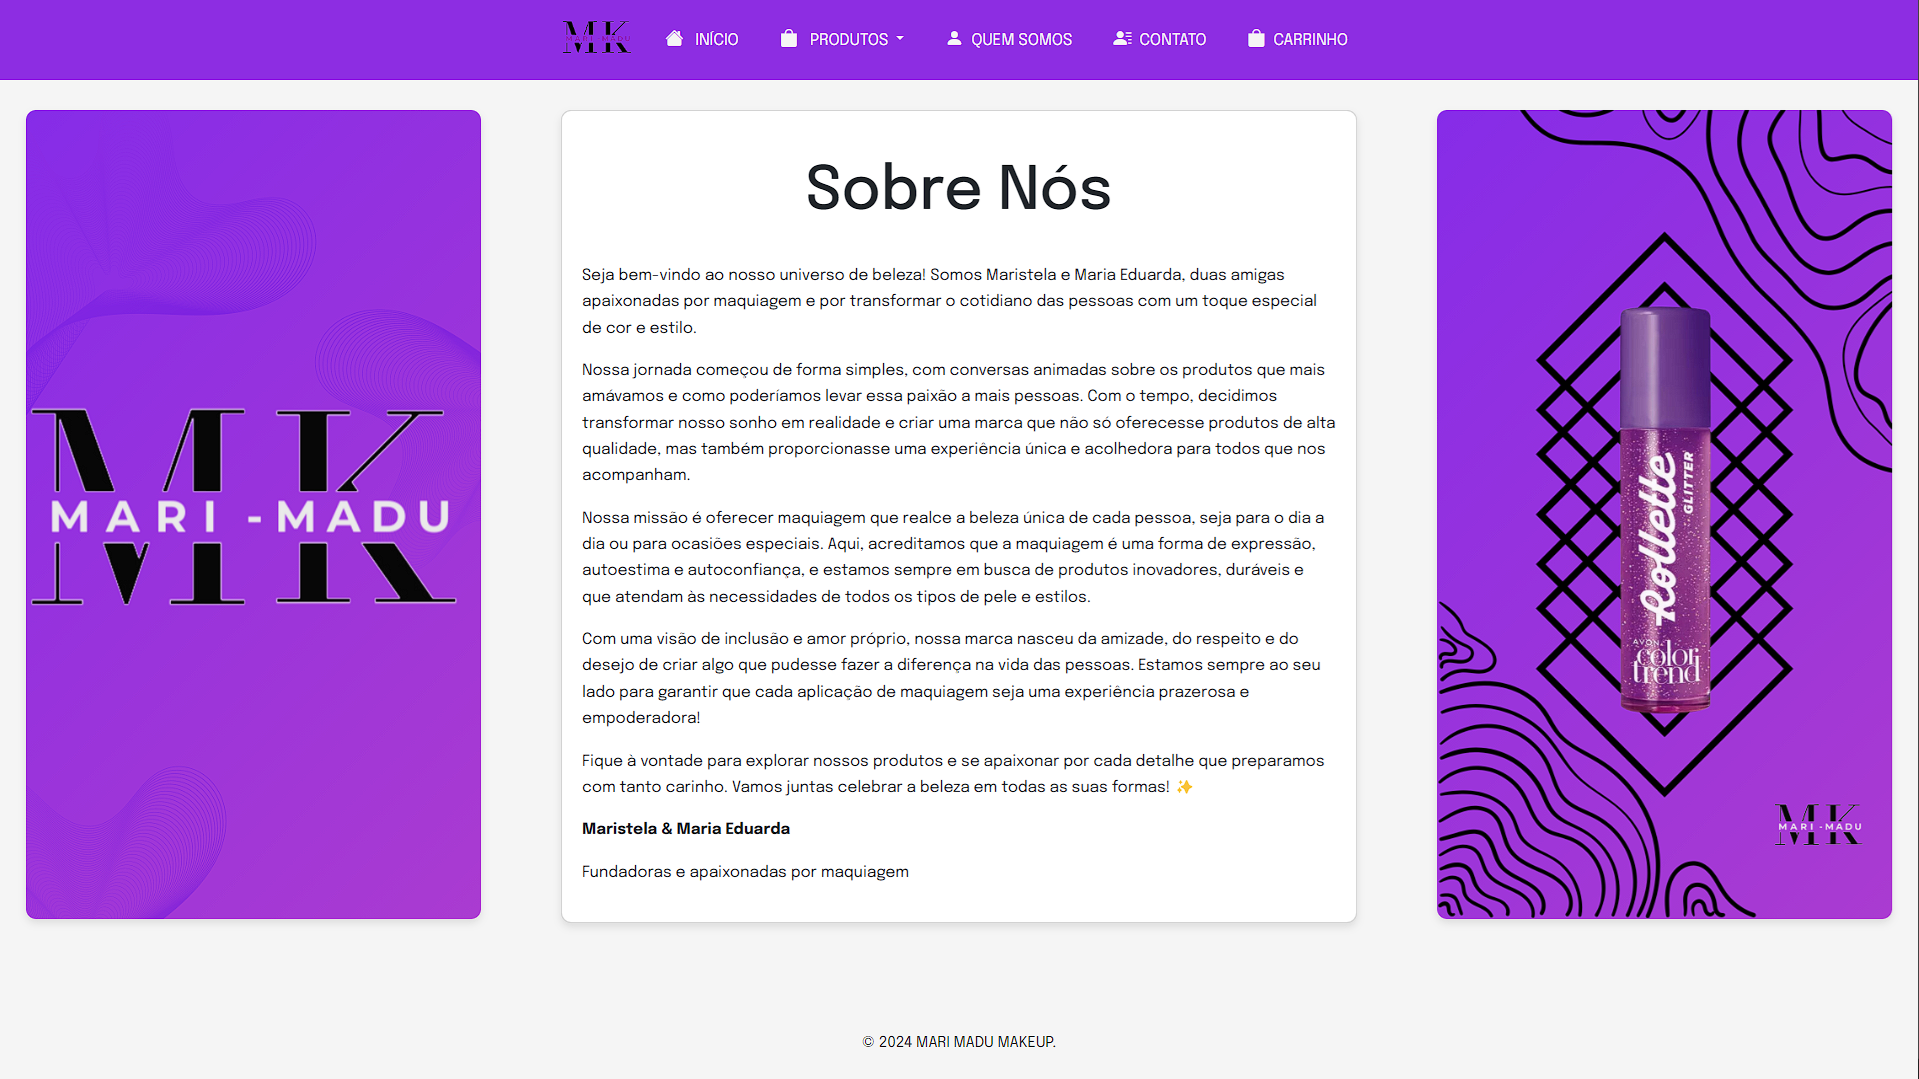 MK
MARI-MADU
INÍCIO
PRODUTOS
QUEM SOMOS
CONTATO
CARRINHO
MK
MARI -MADU
Sobre Nós
Seja bem-vindo ao nosso universo de beleza! Somos Maristela e Maria Eduarda, duas amigas
apaixonadas por maquiagem e por transformar o cotidiano das pessoas com um toque especial
de cor e estilo.
Nossa jornada começou de forma simples, com conversas animadas sobre os produtos que mais
amávamos e como poderíamos levar essa paixão a mais pessoas. Com o tempo, decidimos
transformar nosso sonho em realidade e criar uma marca que não só oferecesse produtos de alta
qualidade, mas também proporcionasse uma experiência única e acolhedora para todos que nos
acompanham.
Nossa missão é oferecer maquiagem que realce a beleza única de cada pessoa, seja para o dia a
dia ou para ocasiões especiais. Aqui, acreditamos que a maquiagem é uma forma de expressão,
autoestima e autoconfiança, e estamos sempre em busca de produtos inovadores, duráveis e
que atendam às necessidades de todos os tipos de pele e estilos.
Com uma visão de inclusão e amor próprio, nossa marca nasceu da amizade, do respeito e do
desejo de criar algo que pudesse fazer a diferença na vida das pessoas. Estamos sempre ao seu
lado para garantir que cada aplicação de maquiagem seja uma experiência prazerosa e
empoderadora!
Fique à vontade para explorar nossos produtos e se apaixonar por cada detalhe que preparamos
com tanto carinho. Vamos juntas celebrar a beleza em todas as suas formas! ✨
Maristela & Maria Eduarda
Fundadoras e apaixonadas por maquiagem
Rollette
GLITTER
AVON
color
trend
MK
MARI -MADU
© 2024 MARI MADU MAKEUP.